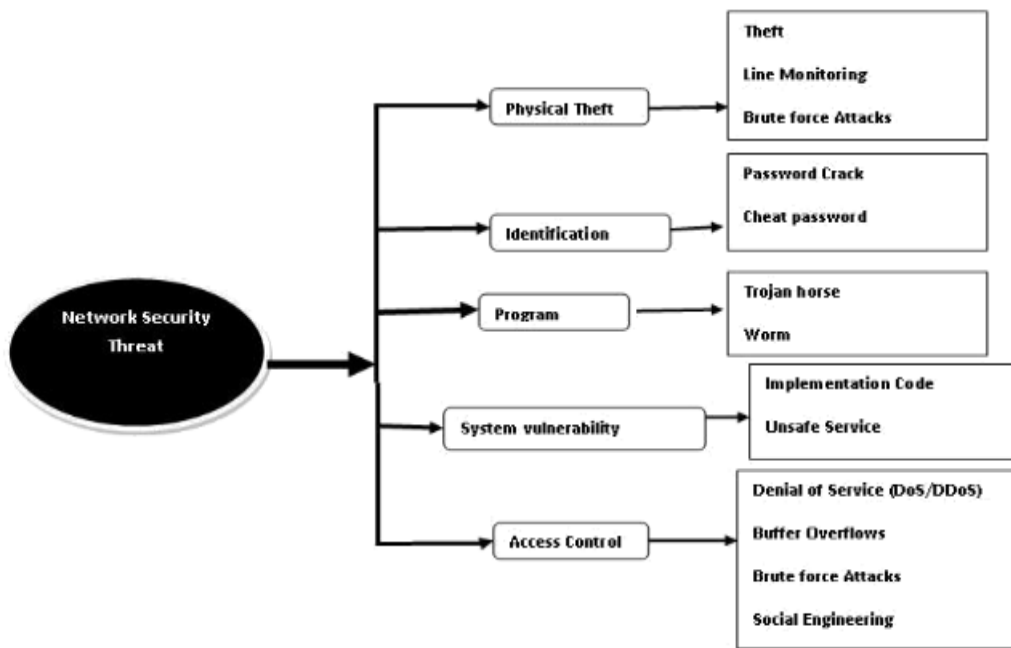 Network Security
Threat
Physical Theft
Theft
Line Monitoring
Brute force Attacks
Identification
Password Crack
Cheat password
Program
Trojan horse
Worm
System vulnerability
Implementation Code
Unsafe Service
Access Control
Denial of Service (DoS/DDoS)
Buffer Overflows
Brute force Attacks
Social Engineering